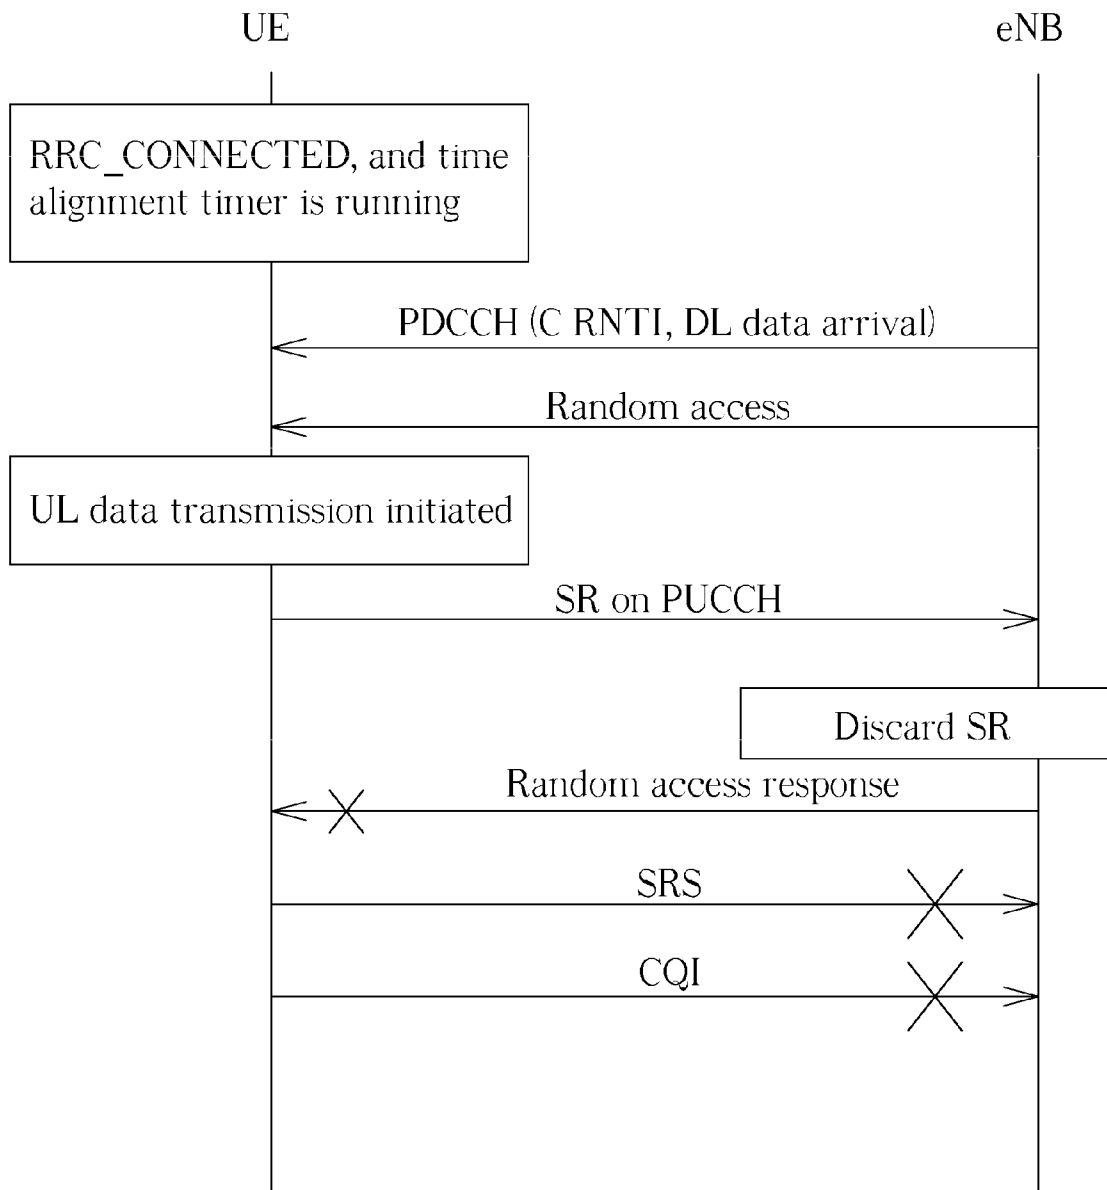 UE
eNB
RRC_CONNECTED, and time
alignment timer is running
PDCCH (C RNTI, DL data arrival)
Random access
UL data transmission initiated
SR on PUCCH
Discard SR
Random access response
SRS
CQI